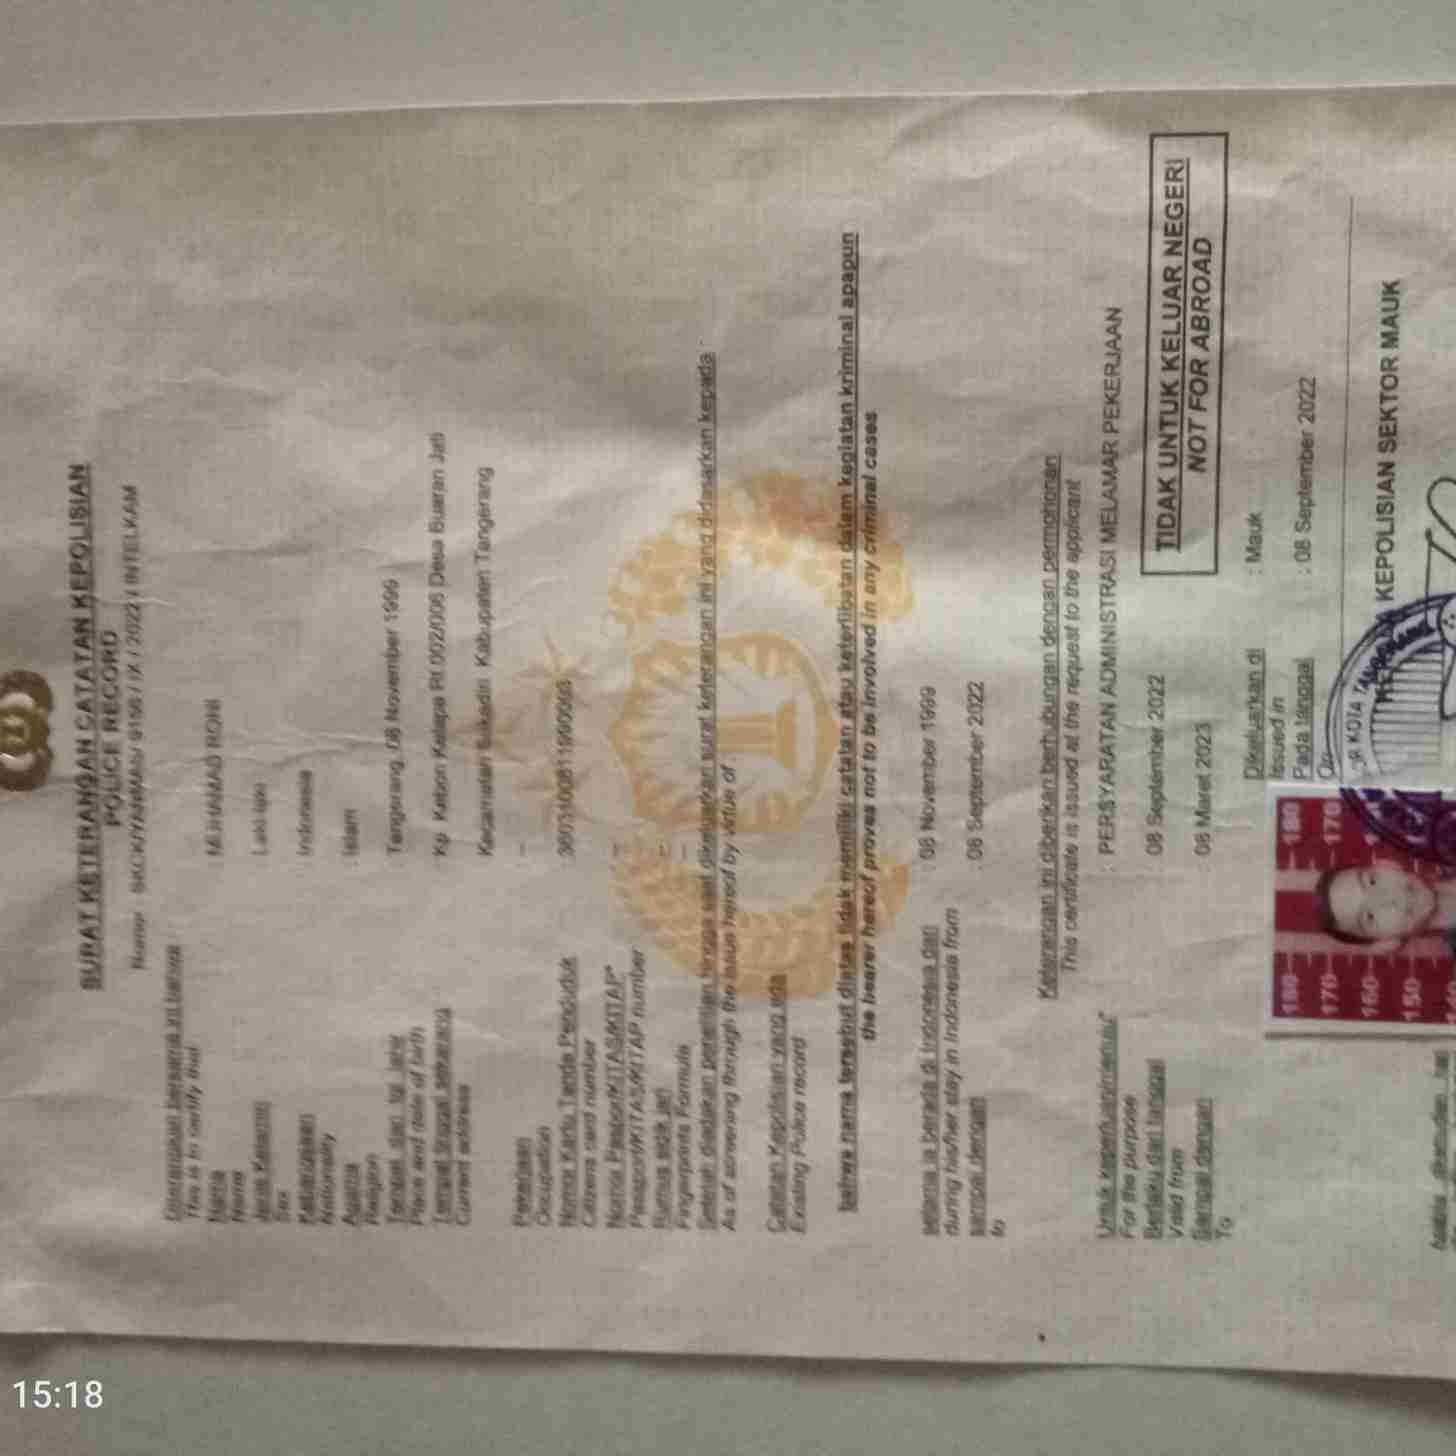 SURAT KETERANGAN CATATAN KEPOLISIAN
POLICE RECORD
Nomor : SKCK/YANMAS/ 9156 / IX / 2022 / INTELKAM
Diterangkan bersama ini bahwa
This is to certify that
Nama : MUHAMAD RONI
Name
Jenis Kelamin : Laki-laki
Sex
Kebangsaan : Indonesia
Nationality
Agama : Islam
Religion
Tempat dan tgl lahir : Tangerang, 08 November 1999
Place and date of birth
Tempat tinggal sekarang : Kp. Kebon Kelapa Rt 002/006 Desa Buaran Jati
Current address
Kecamatan Sukadiri Kabupaten Tangerang
Pekerjaan : --
Occupation
Nomor Kartu Tanda Penduduk
Citizens card number
Nomor Paspor/KITAS/KITAP* : --
Passport/KITAS/KITAP number
Rumus sidik jari : --
Fingerprints Formula
Setelah diadakan penelitian hingga saat dikeluarkan surat keterangan ini yang didasarkan kepada :
As of screening through the issue hereof by virtue of :
Catatan Kepolisian yang ada
Existing Police record
bahwa nama tersebut diatas tidak memiliki catatan atau keterlibatan dalam kegiatan kriminal apapun
the bearer hereof proves not to be involved in any criminal cases
selama ia berada di Indonesia dari : 08 November 1999
during his/her stay in Indonesia from
sampai dengan : 08 September 2022
to
Keterangan ini diberikan berhubungan dengan permohonan
This certificate is issued at the request to the applicant
Untuk keperluan/menuju* : PERSYARATAN ADMINISTRASI MELAMAR PEKERJAAN
For the purpose
Berlaku dari tanggal : 08 September 2022
Valid from
Sampai dengan : 08 Maret 2023
To
TIDAK UNTUK KELUAR NEGERI
NOT FOR ABROAD
Dikeluarkan di : Mauk
Issued in
Pada tanggal : 08 September 2022
On
KEPOLISIAN SEKTOR MAUK
180 180
170 170
160
150
15:18